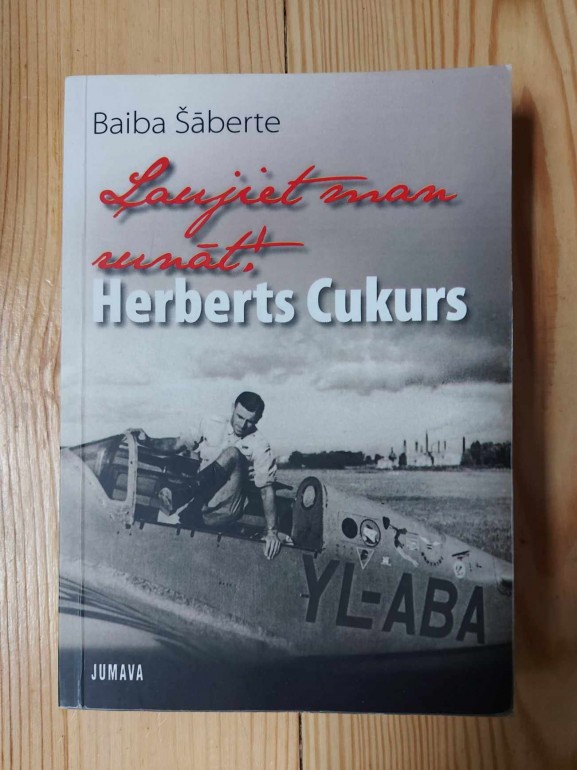 Baiba Šāberte
Ļaujiet man
runāt!
Herberts Cukurs
YL-ABA
JUMAVA